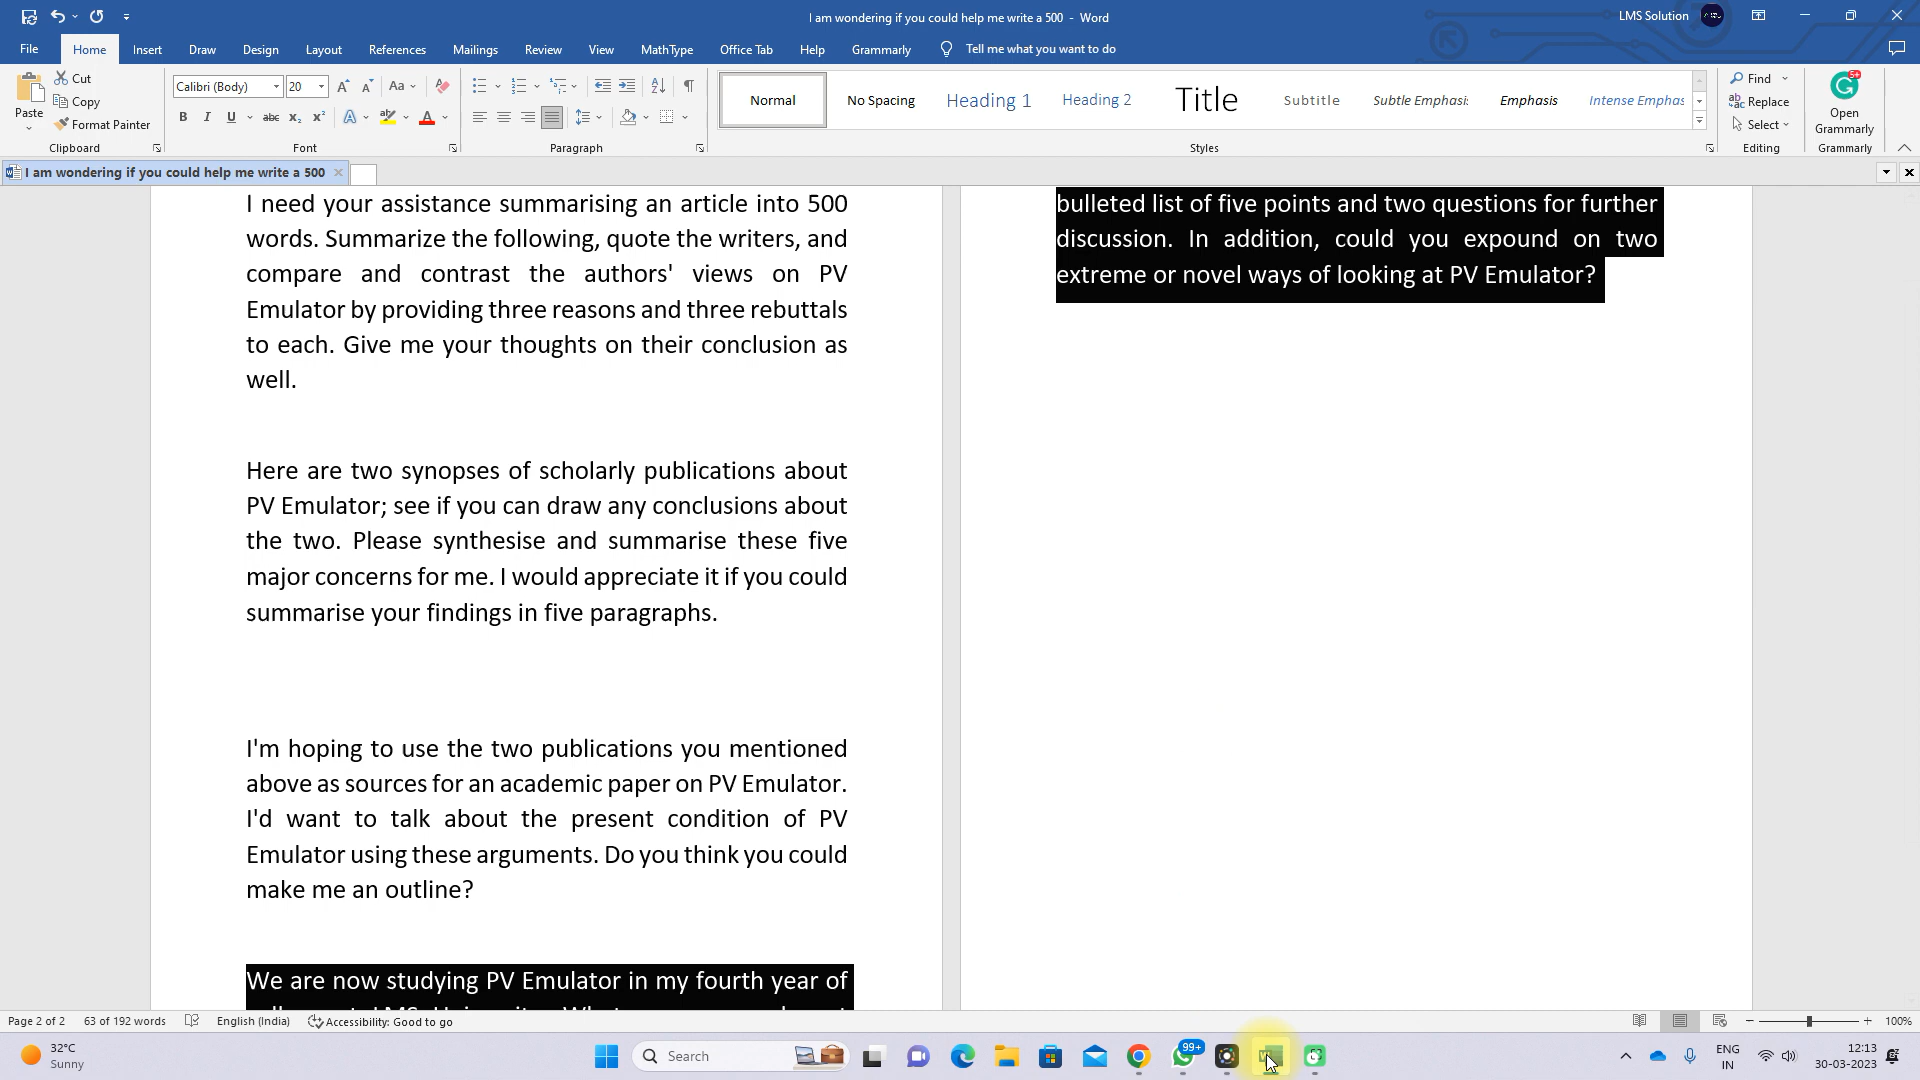 I am wondering if you could help me write a 500 - Word
LMS Solution
File Home Insert Draw Design Layout References Mailings Review View MathType Office Tab Help Grammarly Tell me what you want to do
Paste
Cut
Copy
Format Painter
Clipboard
Calibri (Body) 20
Font
Paragraph
Normal
No Spacing
Heading 1
Heading 2
Title
Subtitle
Subtle Emphasis
Emphasis
Intense Emphas
Styles
Find
Replace
Select
Editing
5+
Open
Grammarly
Grammarly
I am wondering if you could help me write a 500
I need your assistance summarising an article into 500
words. Summarize the following, quote the writers, and
compare and contrast the authors' views on PV
Emulator by providing three reasons and three rebuttals
to each. Give me your thoughts on their conclusion as
well.
Here are two synopses of scholarly publications about
PV Emulator; see if you can draw any conclusions about
the two. Please synthesise and summarise these five
major concerns for me. I would appreciate it if you could
summarise your findings in five paragraphs.
I'm hoping to use the two publications you mentioned
above as sources for an academic paper on PV Emulator.
I'd want to talk about the present condition of PV
Emulator using these arguments. Do you think you could
make me an outline?
We are now studying PV Emulator in my fourth year of
bulleted list of five points and two questions for further
discussion. In addition, could you expound on two
extreme or novel ways of looking at PV Emulator?
Page 2 of 2 63 of 192 words English (India) Accessibility: Good to go 100%
32°C
Sunny
Search
99+
ENG
IN
12:13
30-03-2023